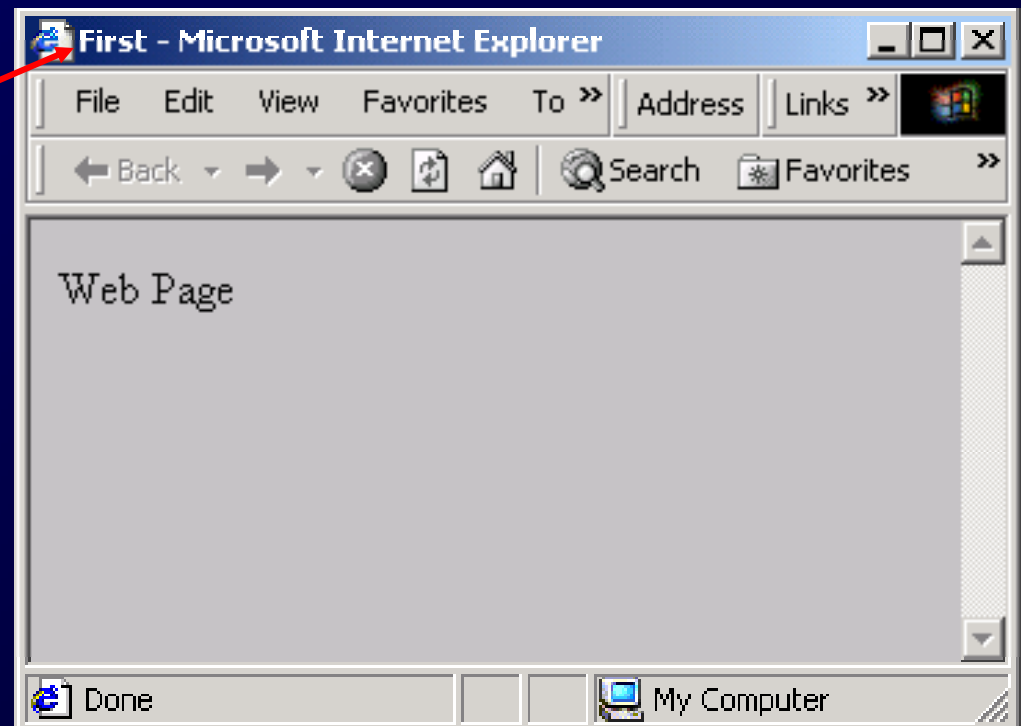 First - Microsoft Internet Explorer
File Edit View Favorites To » Address Links »
Back Search Favorites »
Web Page
Done My Computer